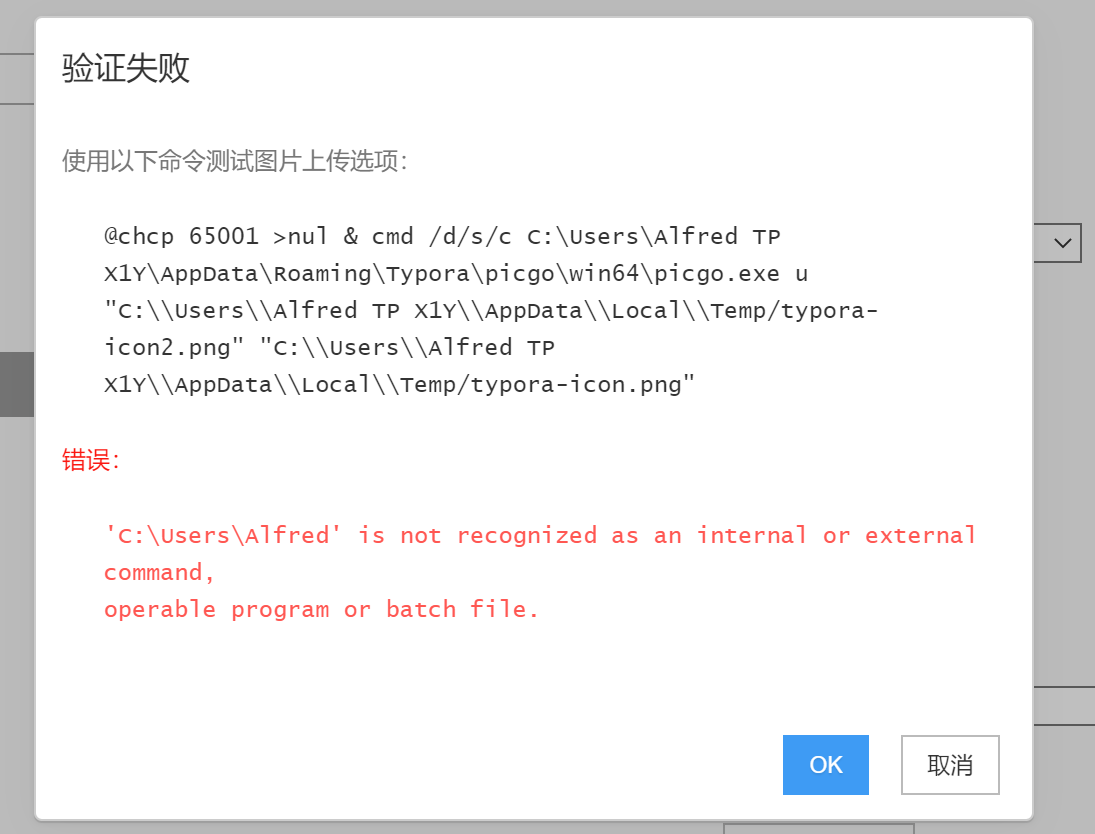 验证失败
使用以下命令测试图片上传选项：
@chcp 65001 >nul & cmd /d/s/c C:\Users\Alfred TP
X1Y\AppData\Roaming\Typora\picgo\win64\picgo.exe u
"C:\\Users\\Alfred TP X1Y\\AppData\\Local\\Temp/typora-
icon2.png" "C:\\Users\\Alfred TP
X1Y\\AppData\\Local\\Temp/typora-icon.png"
错误：
'C:\Users\Alfred' is not recognized as an internal or external
command,
operable program or batch file.
OK 取消